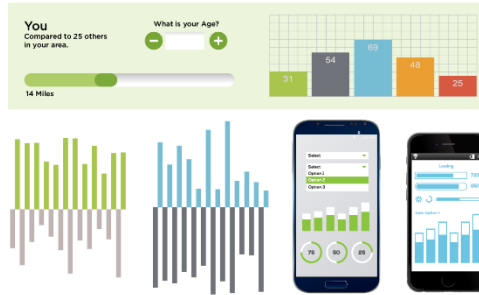 You
Compared to 25 others
in your area.
What is your Age?
14 Miles
31
54
69
48
25
Select
Select
Option 1
Option 2
Option 3
75
50
25
Loading